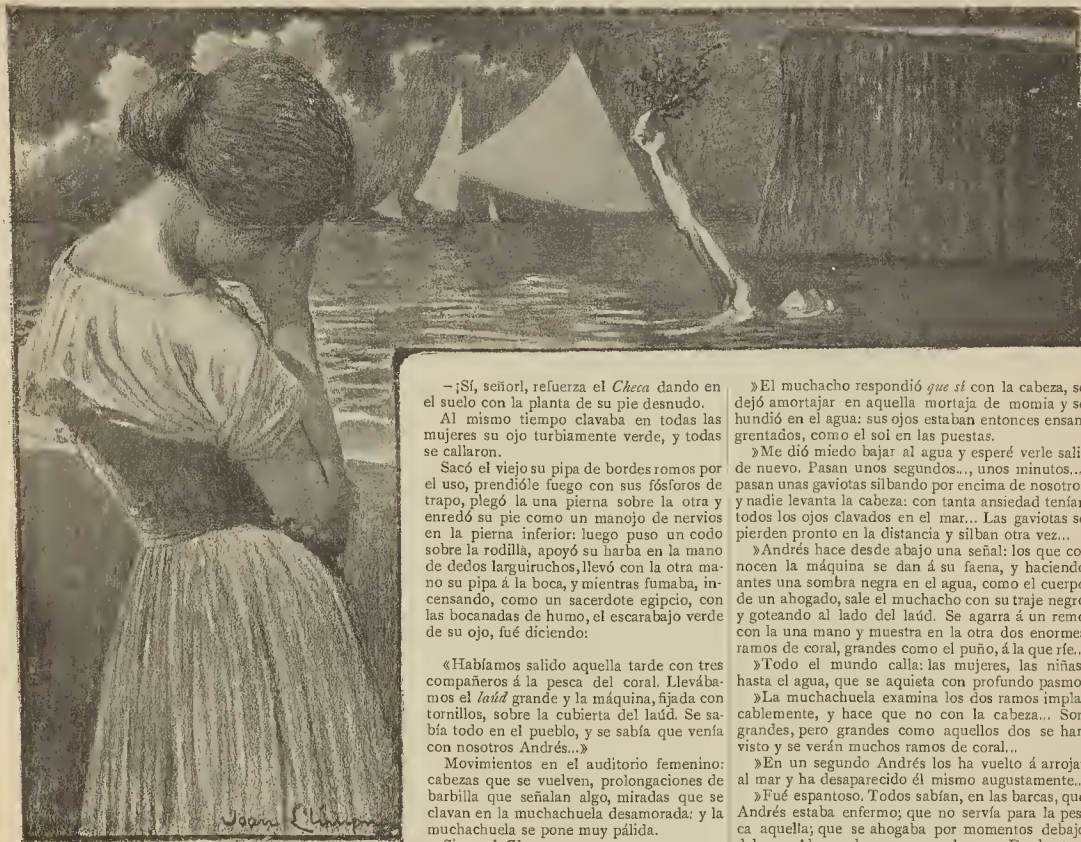 Joan Llimona
–¡Sí, señor!, refuerza el Checa dando en
el suelo con la planta de su pie desnudo.
Al mismo tiempo clavaba en todas las
mujeres su ojo turbiamente verde, y todas
se callaron.
Sacó el viejo su pipa de bordes romos por
el uso, prendióle fuego con sus fósforos de
trapo, plegó la una pierna sobre la otra y
enredó su pie como un manojo de nervios
en la pierna inferior: luego puso un codo
sobre la rodilla, apoyó su barba en la mano
de dedos larguiruchos, llevó con la otra ma-
no su pipa á la boca, y mientras fumaba, in-
censando, como un sacerdote egipcio, con
las bocanadas de humo, el escarabajo verde
de su ojo, fué diciendo:
«Habíamos salido aquella tarde con tres
compañeros á la pesca del coral. Llevába-
mos el laúd grande y la máquina, fijada con
tornillos, sobre la cubierta del laúd. Se sa-
bía todo en el pueblo, y se sabía que venía
con nosotros Andrés...»
Movimientos en el auditorio femenino:
cabezas que se vuelven, prolongaciones de
barbilla que señalan algo, miradas que se
clavan en la muchachuela desamorada: y la
muchachuela se pone muy pálida.
»El muchacho respondió que sí con la cabeza, s
dejó amortajar en aquella mortaja de momia y s
hundió en el agua: sus ojos estaban entonces ensan
grentados, como el sol en las puestas.
»Me dió miedo bajar al agua y esperé verle sali
de nuevo. Pasan unos segundos..., unos minutos...
pasan unas gaviotas silbando por encima de nosotro
y nadie levanta la cabeza: con tanta ansiedad tenían
todos los ojos clavados en el mar... Las gaviotas s
pierden pronto en la distancia y silban otra vez...
»Andrés hace desde abajo una señal: los que co
nocen la máquina se dan á su faena, y haciendo
antes una sombra negra en el agua, como el cuerpo
de un ahogado, sale el muchacho con su traje negro
y goteando al lado del laúd. Se agarra á un remo
con la una mano y muestra en la otra dos enormes
ramos de coral, grandes como el puño, á la que ríe..
»Todo el mundo calla: las mujeres, las niñas
hasta el agua, que se aquieta con profundo pasmo
»La muchachuela examina los dos ramos impla
cablemente, y hace que no con la cabeza... Son
grandes, pero grandes como aquellos dos se han
visto y se verán muchos ramos de coral...
»En un segundo Andrés los ha vuelto á arroja
al mar y ha desaparecido él mismo augustamente..
»Fué espantoso. Todos sabían, en las barcas, que
Andrés estaba enfermo; que no servía para la pes
ca aquella; que se ahogaba por momentos debajo